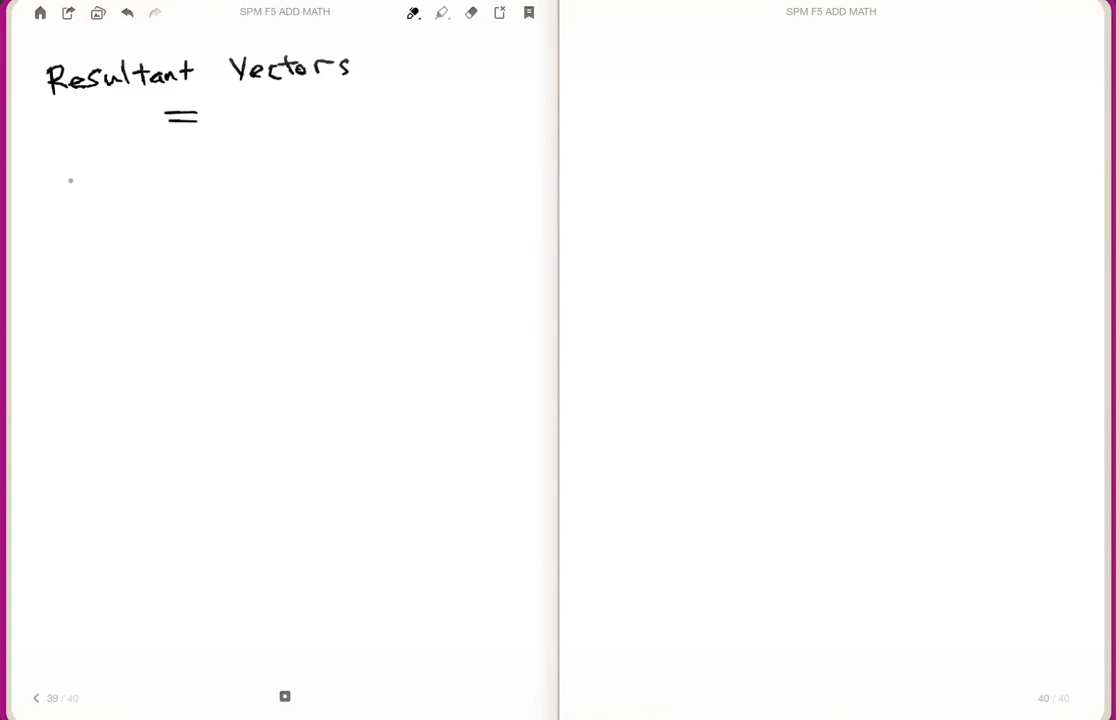 SPM F5 ADD MATH
Resultant Vectors
=
39 / 40
SPM F5 ADD MATH
40 / 40